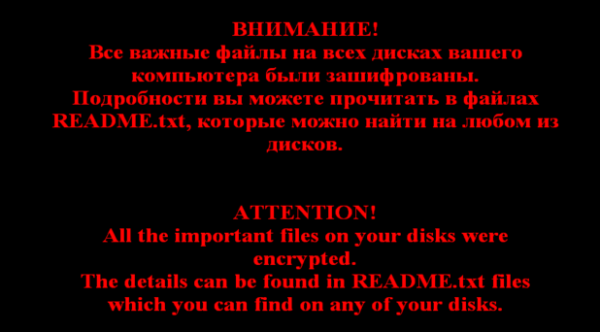 ВНИМАНИЕ!
Все важные файлы на всех дисках вашего
компьютера были зашифрованы.
Подробности вы можете прочитать в файлах
README.txt, которые можно найти на любом из
дисков.
ATTENTION!
All the important files on your disks were
encrypted.
The details can be found in README.txt files
which you can find on any of your disks.